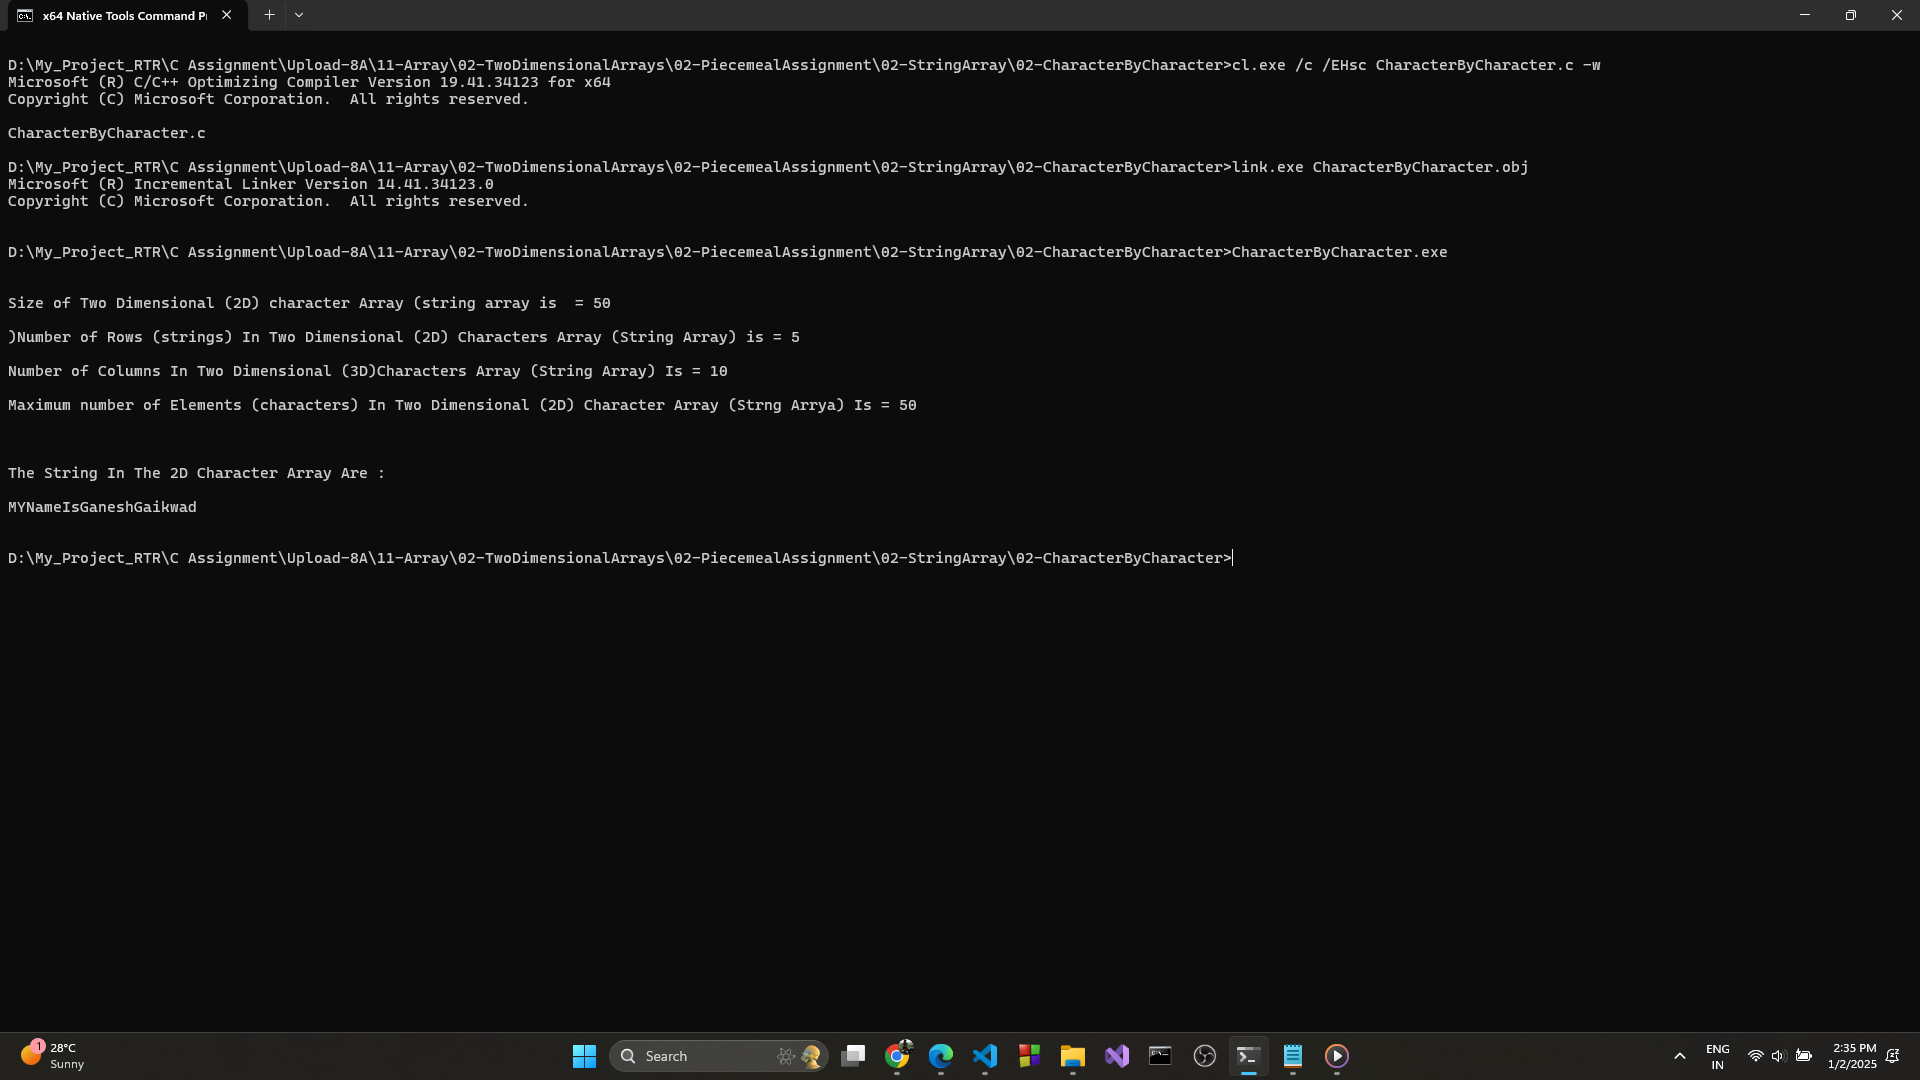 x64 Native Tools Command P
D:\My_Project_RTR\C Assignment\Upload-8A\11-Array\02-TwoDimensionalArrays\02-PiecemealAssignment\02-StringArray\02-CharacterByCharacter>cl.exe /c /EHsc CharacterByCharacter.c -w
Microsoft (R) C/C++ Optimizing Compiler Version 19.41.34123 for x64
Copyright (C) Microsoft Corporation.  All rights reserved.
CharacterByCharacter.c
D:\My_Project_RTR\C Assignment\Upload-8A\11-Array\02-TwoDimensionalArrays\02-PiecemealAssignment\02-StringArray\02-CharacterByCharacter>link.exe CharacterByCharacter.obj
Microsoft (R) Incremental Linker Version 14.41.34123.0
Copyright (C) Microsoft Corporation.  All rights reserved.
D:\My_Project_RTR\C Assignment\Upload-8A\11-Array\02-TwoDimensionalArrays\02-PiecemealAssignment\02-StringArray\02-CharacterByCharacter>CharacterByCharacter.exe
Size of Two Dimensional (2D) character Array (string array is  = 50
)Number of Rows (strings) In Two Dimensional (2D) Characters Array (String Array) is = 5
Number of Columns In Two Dimensional (3D)Characters Array (String Array) Is = 10
Maximum number of Elements (characters) In Two Dimensional (2D) Character Array (Strng Arrya) Is = 50
The String In The 2D Character Array Are :
MYNameIsGaneshGaikwad
D:\My_Project_RTR\C Assignment\Upload-8A\11-Array\02-TwoDimensionalArrays\02-PiecemealAssignment\02-StringArray\02-CharacterByCharacter>
1
28°C
Sunny
Search
ENG
IN
2:35 PM
1/2/2025